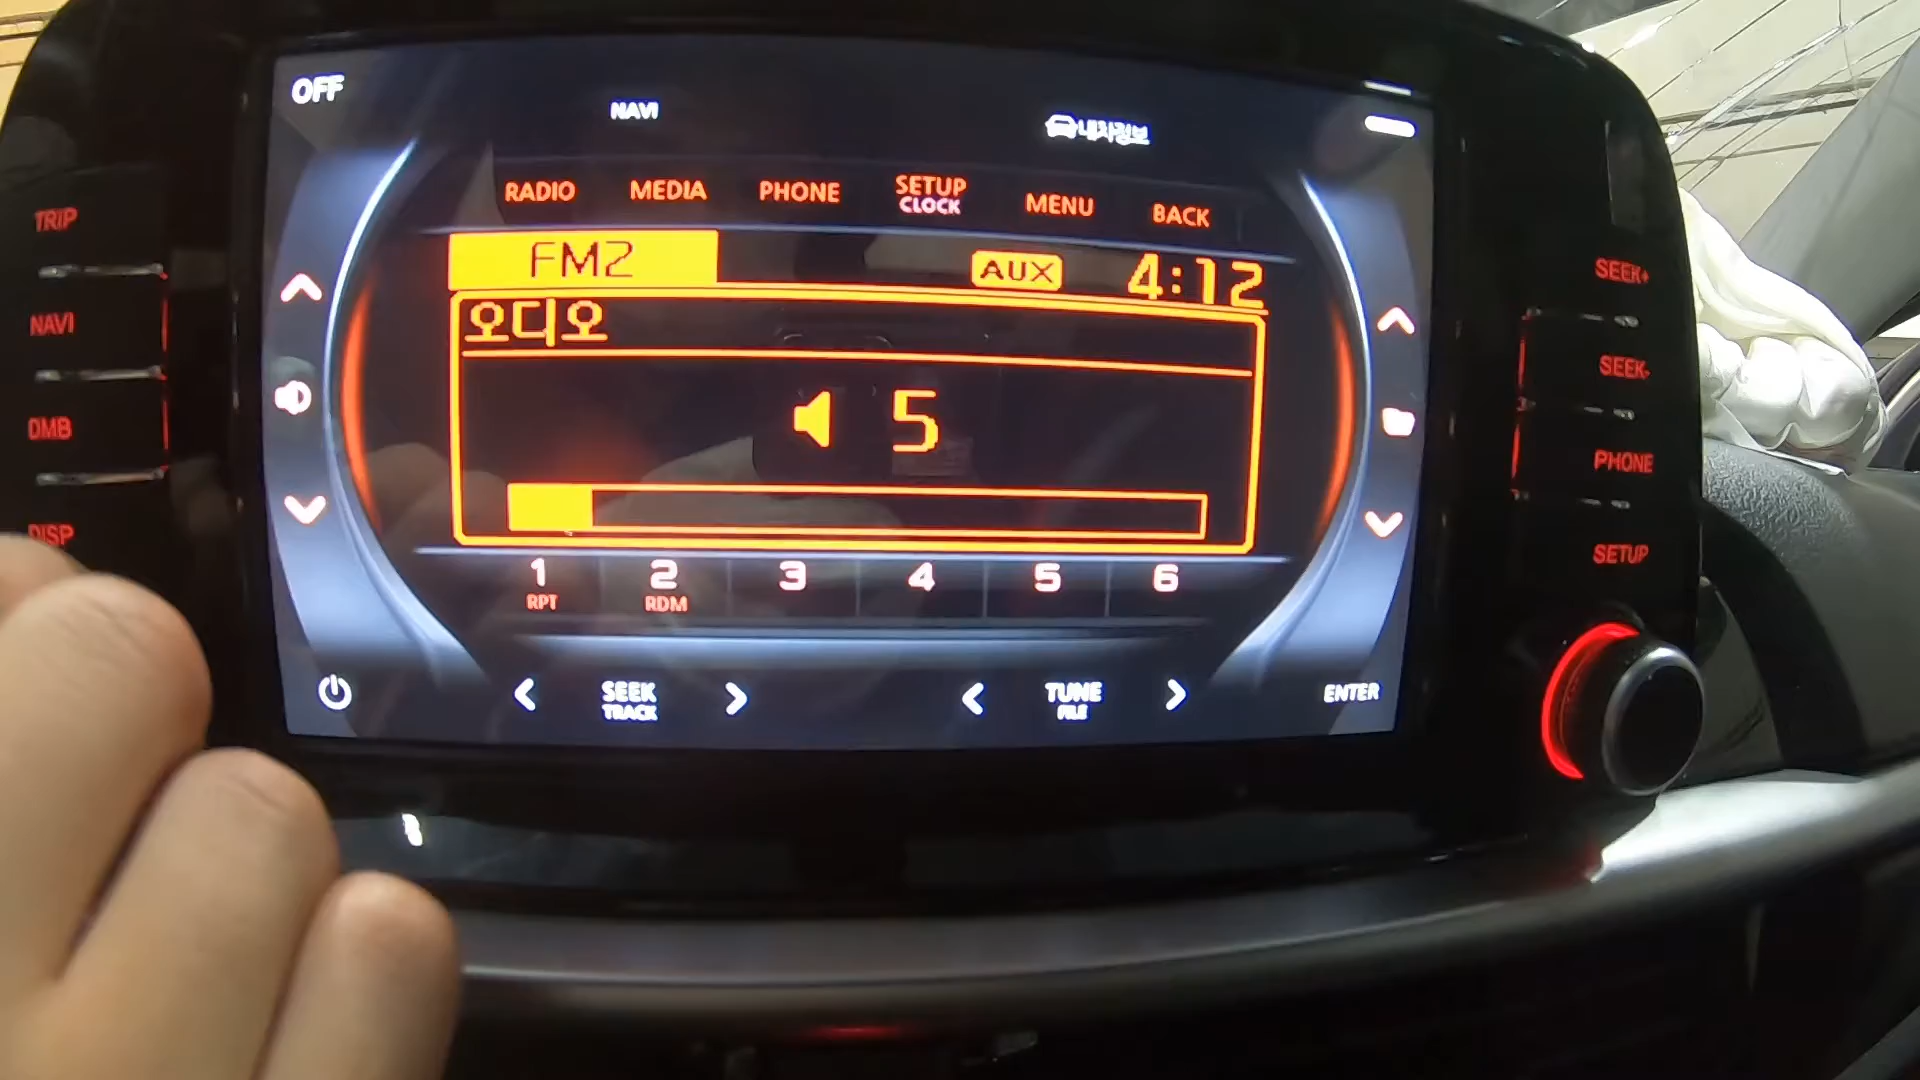 OFF
NAVI
내차정보
RADIO MEDIA PHONE SETUP CLOCK MENU BACK
FM2 AUX 4:12
오디오
5
1 2 3 4 5 6
RPT RDM
SEEK TRACK
TUNE FILE
ENTER
TRIP
NAVI
DMB
DISP
SEEK+
SEEK-
PHONE
SETUP